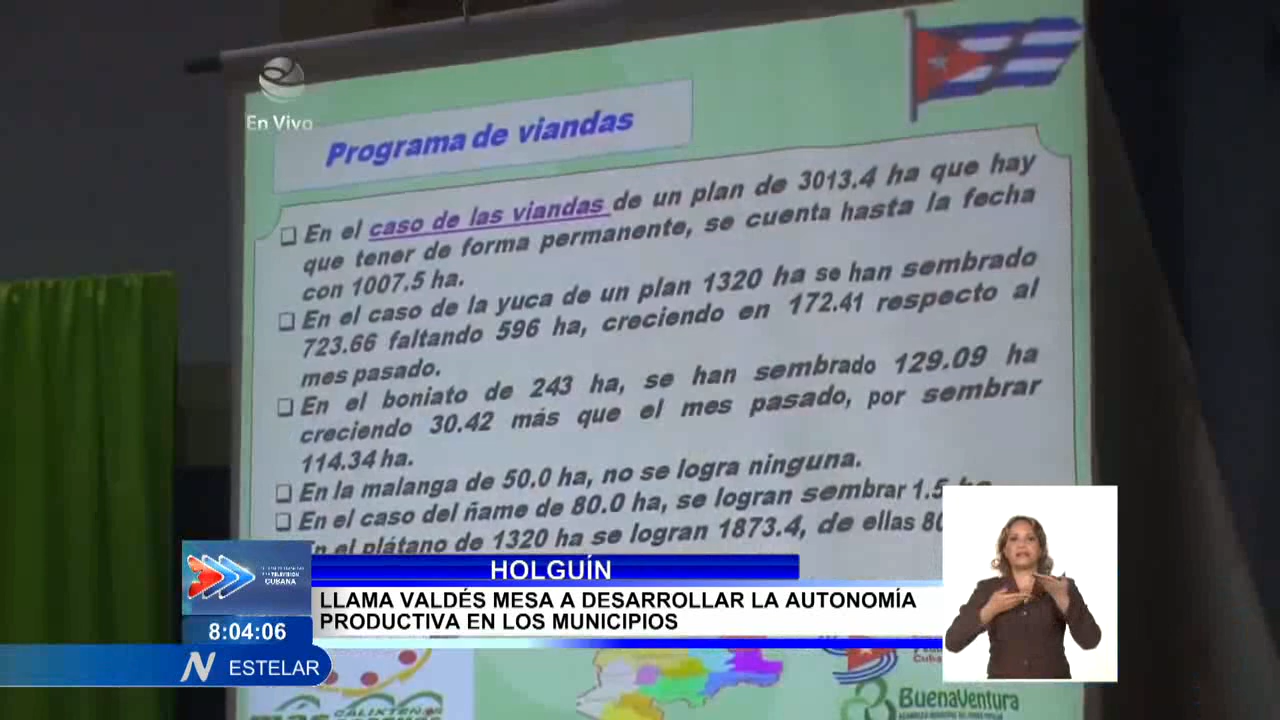 En Vivo
Programa de viandas
❑ En el caso de las viandas de un plan de 3013.4 ha que hay
que tener de forma permanente, se cuenta hasta la fecha
con 1007.5 ha.
❑ En el caso de la yuca de un plan 1320 ha se han sembrado
723.66 faltando 596 ha, creciendo en 172.41 respecto al
mes pasado.
❑ En el boniato de 243 ha, se han sembrado 129.09 ha
creciendo 30.42 más que el mes pasado, por sembrar
114.34 ha.
❑ En la malanga de 50.0 ha, no se logra ninguna.
❑ En el caso del ñame de 80.0 ha, se logran sembrar 1.5
el plátano de 1320 ha se logran 1873.4, de ellas
HOLGUÍN
LLAMA VALDÉS MESA A DESARROLLAR LA AUTONOMÍA
PRODUCTIVA EN LOS MUNICIPIOS
TELEVISIÓN
CUBANA
8:04:06
N ESTELAR
BuenaVentura